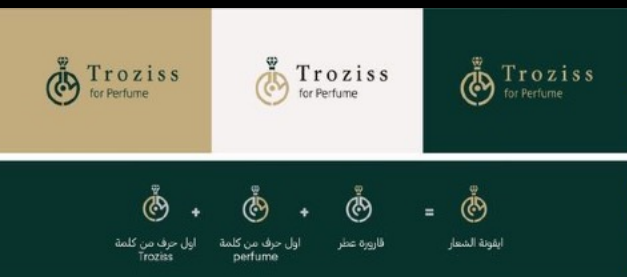 Troziss
for Perfume
Troziss
for Perfume
Troziss
for Perfume
+ + =
اول حرف من كلمة
Troziss
اول حرف من كلمة
perfume
قارورة عطر
ايقونة الشعار